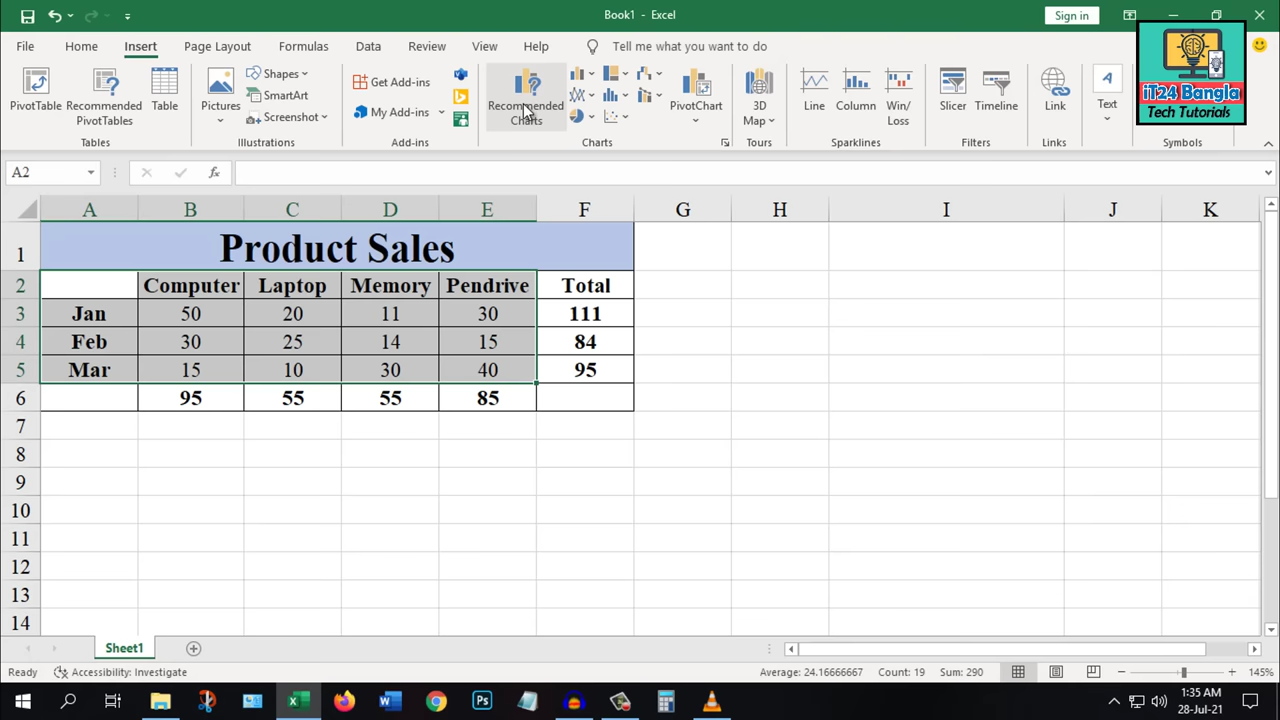 Book1 - Excel
Sign in
File Home Insert Page Layout Formulas Data Review View Help Tell me what you want to do
PivotTable
Recommended
PivotTables
Table
Pictures
Shapes
SmartArt
Screenshot
Get Add-ins
My Add-ins
Recommended
Charts
PivotChart
3D
Map
Line
Column
Win/
Loss
Slicer
Timeline
Link
Text
iT24 Bangla
Tech Tutorials
Tables Illustrations Add-ins Charts Tours Sparklines Filters Links Symbols
A2 fx
A B C D E F G H I J K
1 Product Sales
2 Computer Laptop Memory Pendrive Total
3 Jan 50 20 11 30 111
4 Feb 30 25 14 15 84
5 Mar 15 10 30 40 95
6 95 55 55 85
7
8
9
10
11
12
13
14
Sheet1
Ready Accessibility: Investigate Average: 24.16666667 Count: 19 Sum: 290 145%
1:35 AM
28-Jul-21